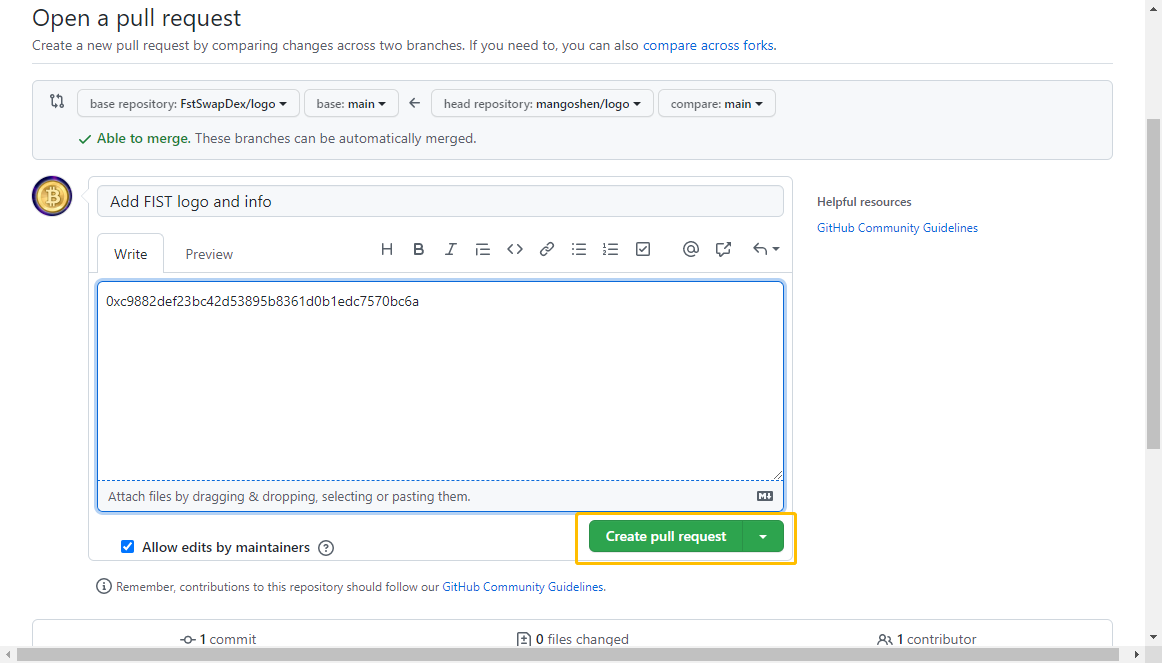 Open a pull request
Create a new pull request by comparing changes across two branches. If you need to, you can also compare across forks.
base repository: FstSwapDex/logo base: main head repository: mangoshen/logo compare: main
Able to merge. These branches can be automatically merged.
Add FIST logo and info
Helpful resources
GitHub Community Guidelines
Write Preview
0xc9882def23bc42d53895b8361d0b1edc7570bc6a
Attach files by dragging & dropping, selecting or pasting them.
Create pull request
Allow edits by maintainers
Remember, contributions to this repository should follow our GitHub Community Guidelines.
1 commit 0 files changed 1 contributor